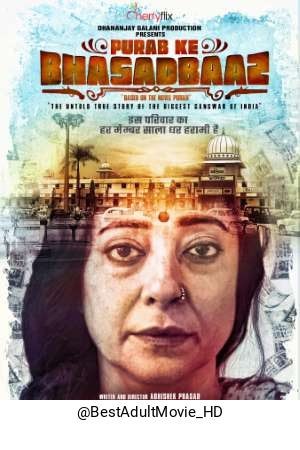 Cherryflix
DHANANJAY GALANI PRODUCTION
PRESENTS
PURAB KE
BHASADBAAZ
"BASED ON THE MOVIE PURAB"
"THE UNTOLD TRUE STORY OF THE BIGGEST GANGWAR OF INDIA"
इस परिवार का
हर मेम्बर साला धर हरामी है
WRITER AND DIRECTOR ABHISHEK PRASAD
@BestAdultMovie_HD